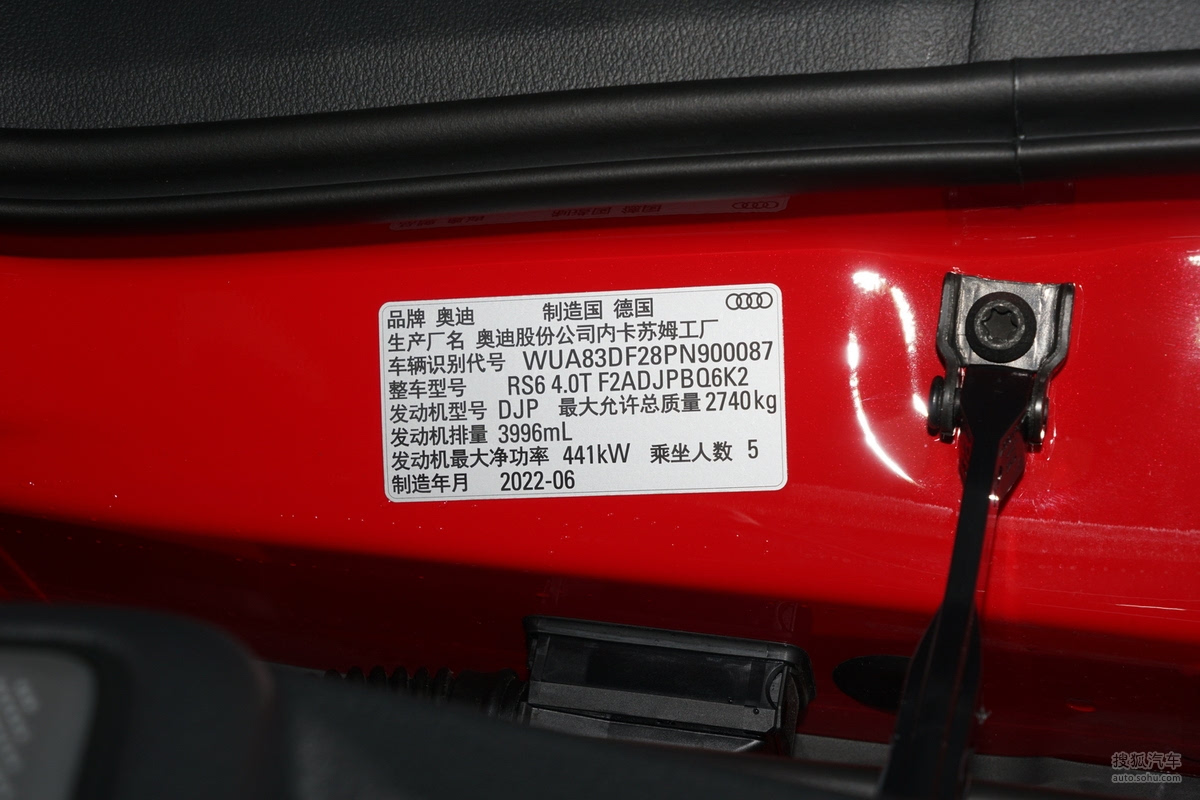 品牌 奥迪 制造国 德国
生产厂名 奥迪股份公司内卡苏姆工厂
车辆识别代号 WUA83DF28PN900087
整车型号 RS6 4.0T F2ADJPBQ6K2
发动机型号 DJP 最大允许总质量 2740kg
发动机排量 3996mL
发动机最大净功率 441kW 乘坐人数 5
制造年月 2022-06
搜狐汽车
auto.sohu.com